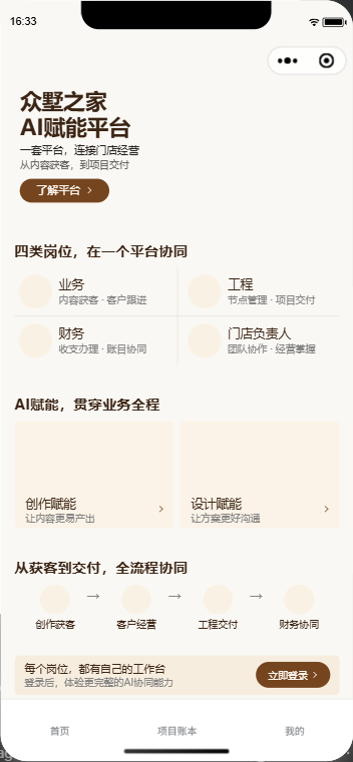 16:33
众墅之家
AI赋能平台
一套平台，连接门店经营
从内容获客，到项目交付
了解平台 >
四类岗位，在一个平台协同
业务
内容获客 · 客户跟进
工程
节点管理 · 项目交付
财务
收支办理 · 账目协同
门店负责人
团队协作 · 经营掌握
AI赋能，贯穿业务全程
创作赋能
让内容更易产出
>
设计赋能
让方案更好沟通
>
从获客到交付，全流程协同
→ → →
创作获客 客户经营 工程交付 财务协同
每个岗位，都有自己的工作台
登录后，体验更完整的AI协同能力
立即登录 >
首页 项目账本 我的